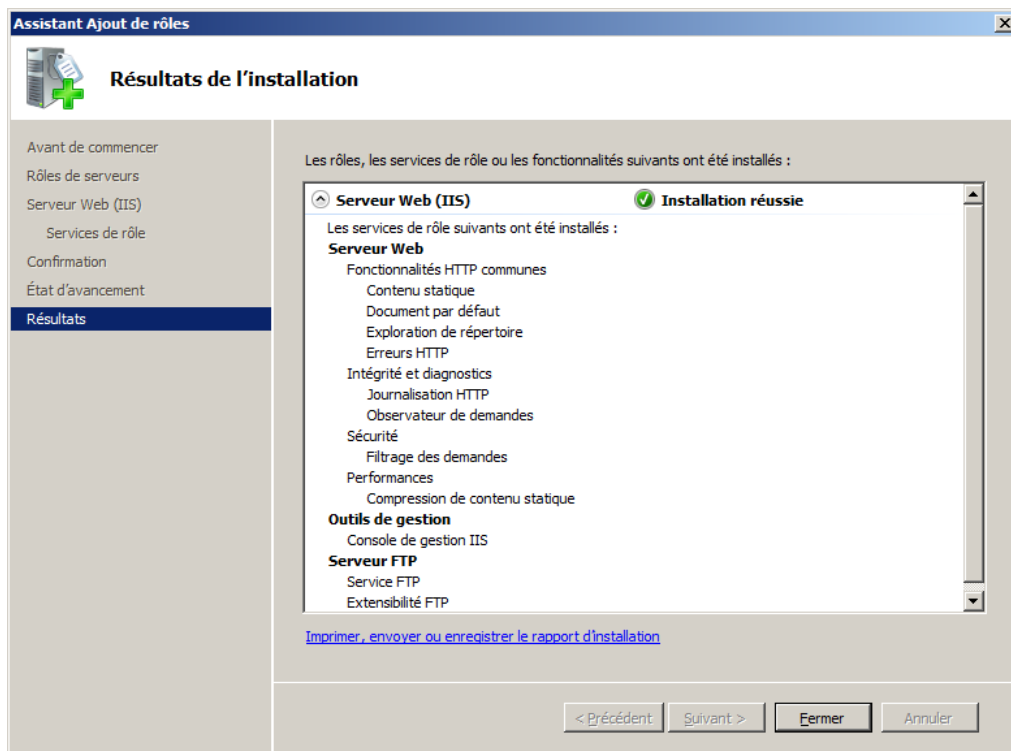 Assistant Ajout de rôles
Résultats de l'installation
Avant de commencer
Rôles de serveurs
Serveur Web (IIS)
Services de rôle
Confirmation
État d'avancement
Résultats
Les rôles, les services de rôle ou les fonctionnalités suivants ont été installés :
Serveur Web (IIS) Installation réussie
Les services de rôle suivants ont été installés :
Serveur Web
Fonctionnalités HTTP communes
Contenu statique
Document par défaut
Exploration de répertoire
Erreurs HTTP
Intégrité et diagnostics
Journalisation HTTP
Observateur de demandes
Sécurité
Filtrage des demandes
Performances
Compression de contenu statique
Outils de gestion
Console de gestion IIS
Serveur FTP
Service FTP
Extensibilité FTP
Imprimer, envoyer ou enregistrer le rapport d'installation
< Précédent Suivant > Fermer Annuler